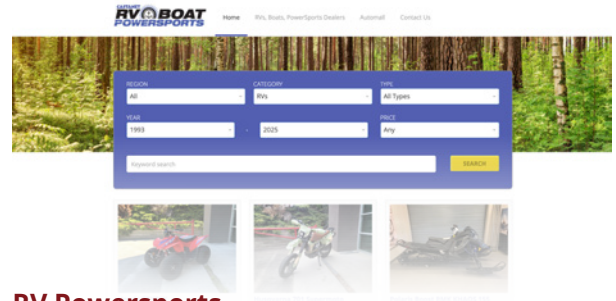 RV BOAT
POWERSPORTS
Home RVs, Boats, PowerSports Dealers Automall Contact Us
REGION CATEGORY TYPE
All RVs All Types
YEAR PRICE
1993 - 2025 Any
Keyword search SEARCH
RV Powersports